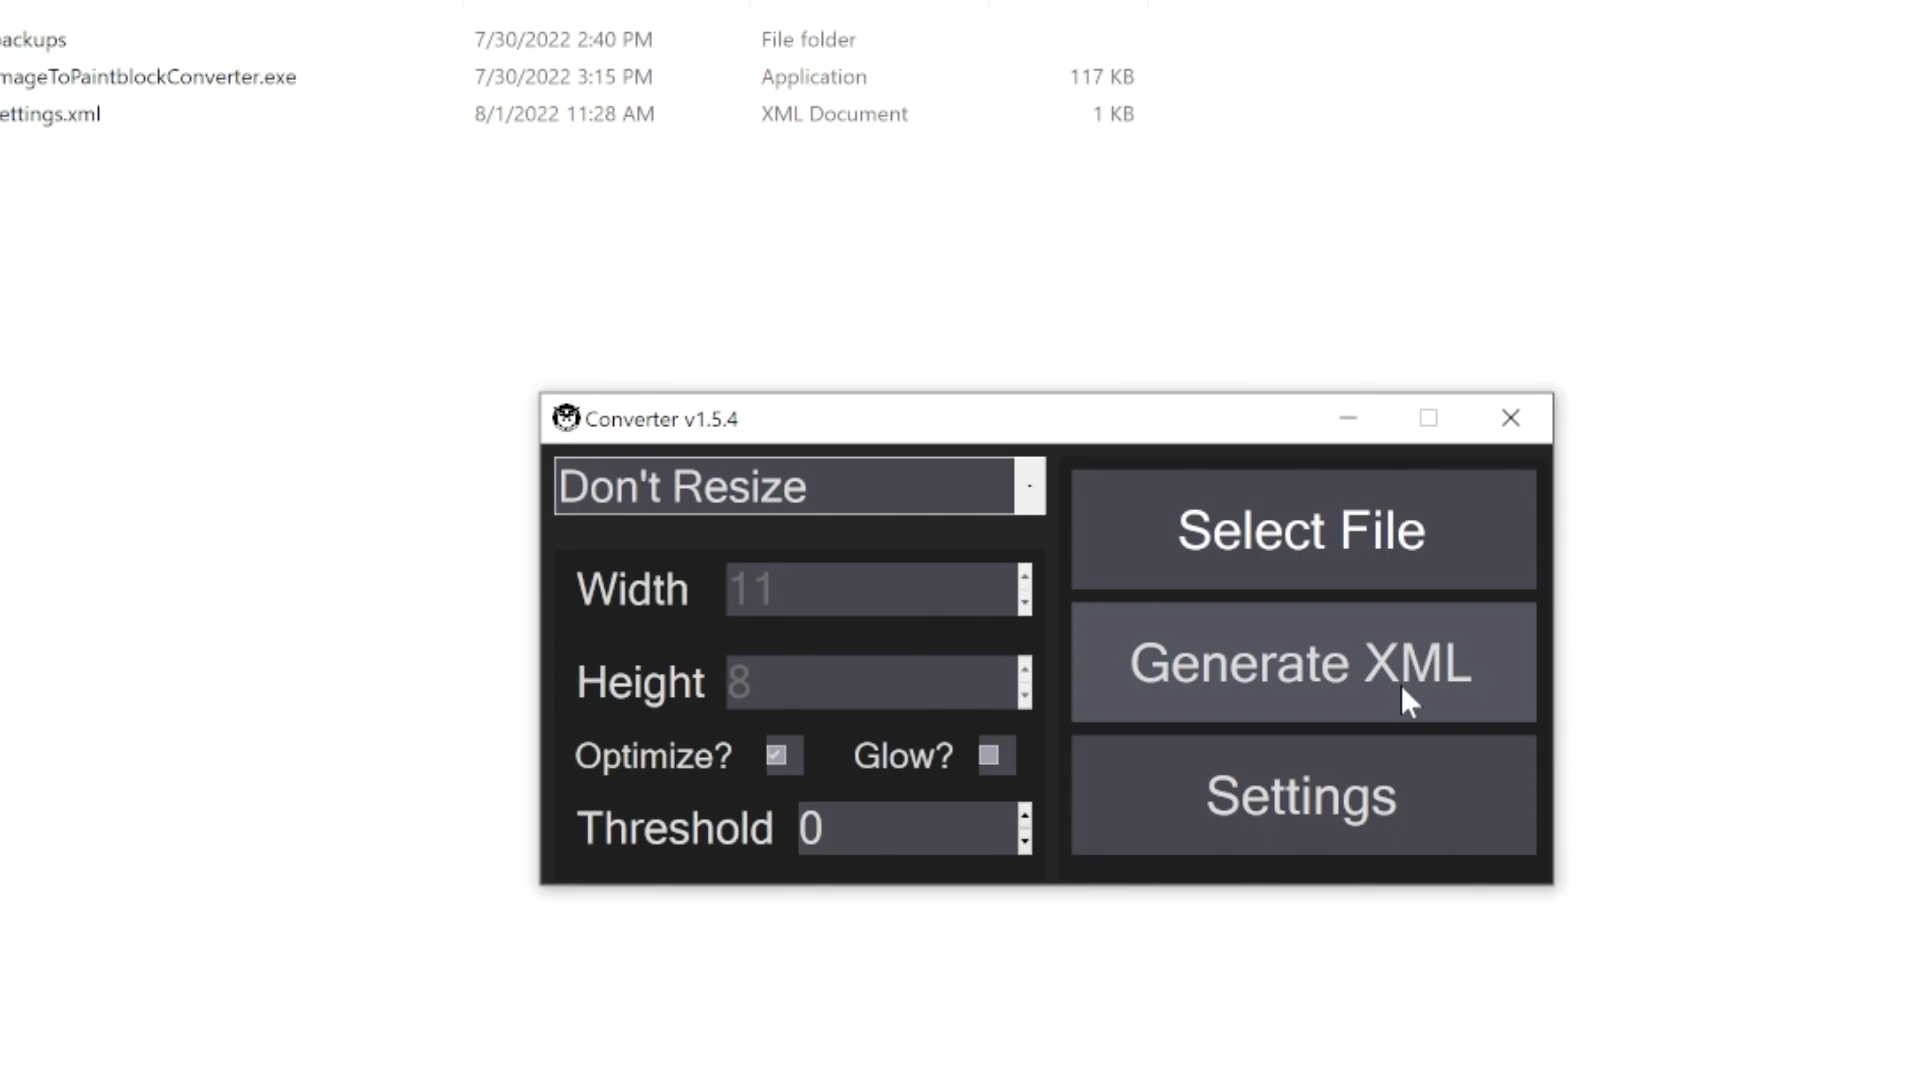 ackups 7/30/2022 2:40 PM File folder
mageToPaintblockConverter.exe 7/30/2022 3:15 PM Application 117 KB
ettings.xml 8/1/2022 11:28 AM XML Document 1 KB
Converter v1.5.4
Don't Resize
Select File
Width 11
Generate XML
Height 8
Optimize? Glow?
Settings
Threshold 0